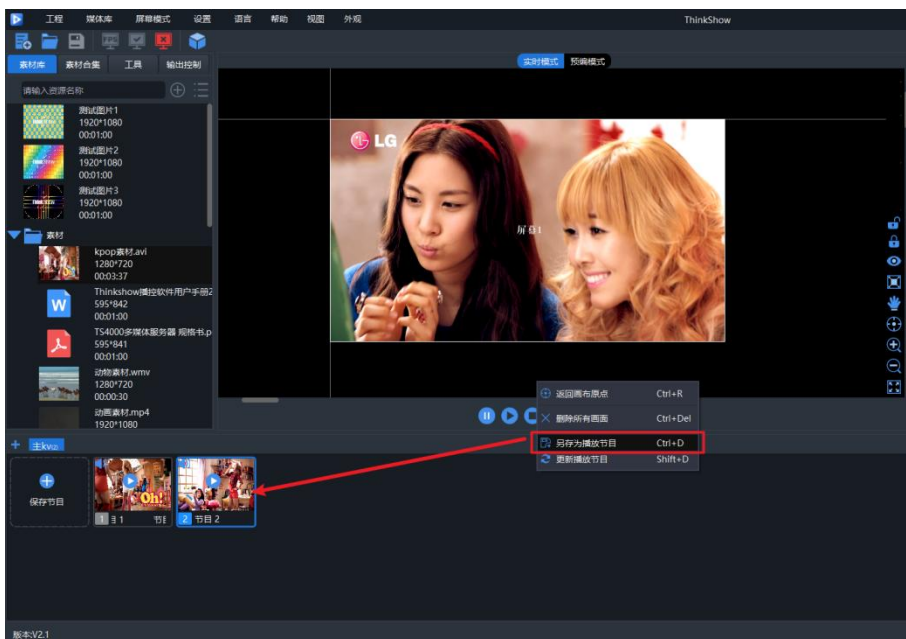 工程 媒体库 屏幕模式 设置 语言 帮助 视图 外观 ThinkShow
素材库 素材合集 工具 输出控制
实时模式 预编模式
请输入资源名称
测试图片1
1920*1080
00:01:00
测试图片2
1920*1080
00:01:00
测试图片3
1920*1080
00:01:00
素材
kpop素材.avi
1280*720
00:03:37
Thinkshow播控软件用户手册2
595*842
00:01:00
TS4000多媒体服务器 规格书.p
595*841
00:01:00
动物素材.wmv
1280*720
00:00:30
动画素材.mp4
1920*1080
LG
屏幕1
返回画布原点 Ctrl+R
删除所有画面 Ctrl+Del
另存为播放节目 Ctrl+D
更新播放节目 Shift+D
主kv(2)
保存节目
Oh!
1 目 1 节目
2 节目 2
版本:V2.1